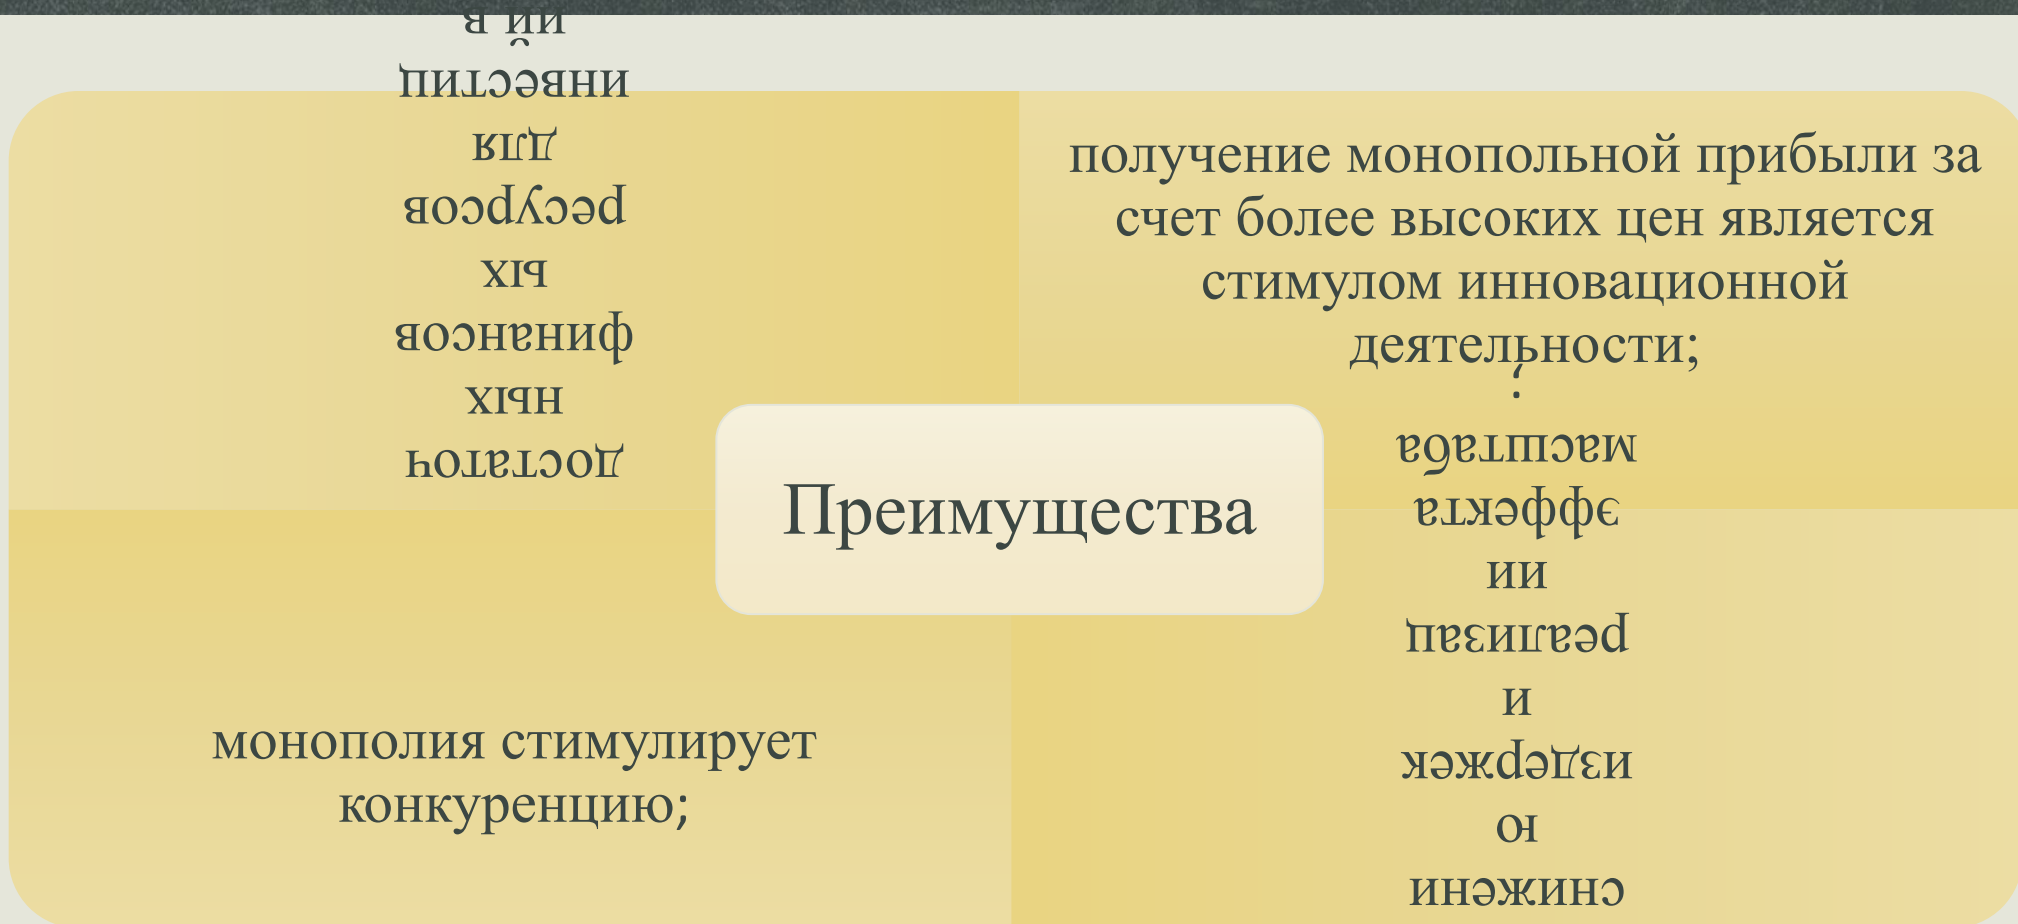 достаточ
ных
финансов
ых
ресурсов
для
инвестиц
ий в
получение монопольной прибыли за
счет более высоких цен является
стимулом инновационной
деятельности;
Преимущества
монополия стимулирует
конкуренцию;
снижени
ю
издержек
и
реализац
ии
эффекта
масштаба
;